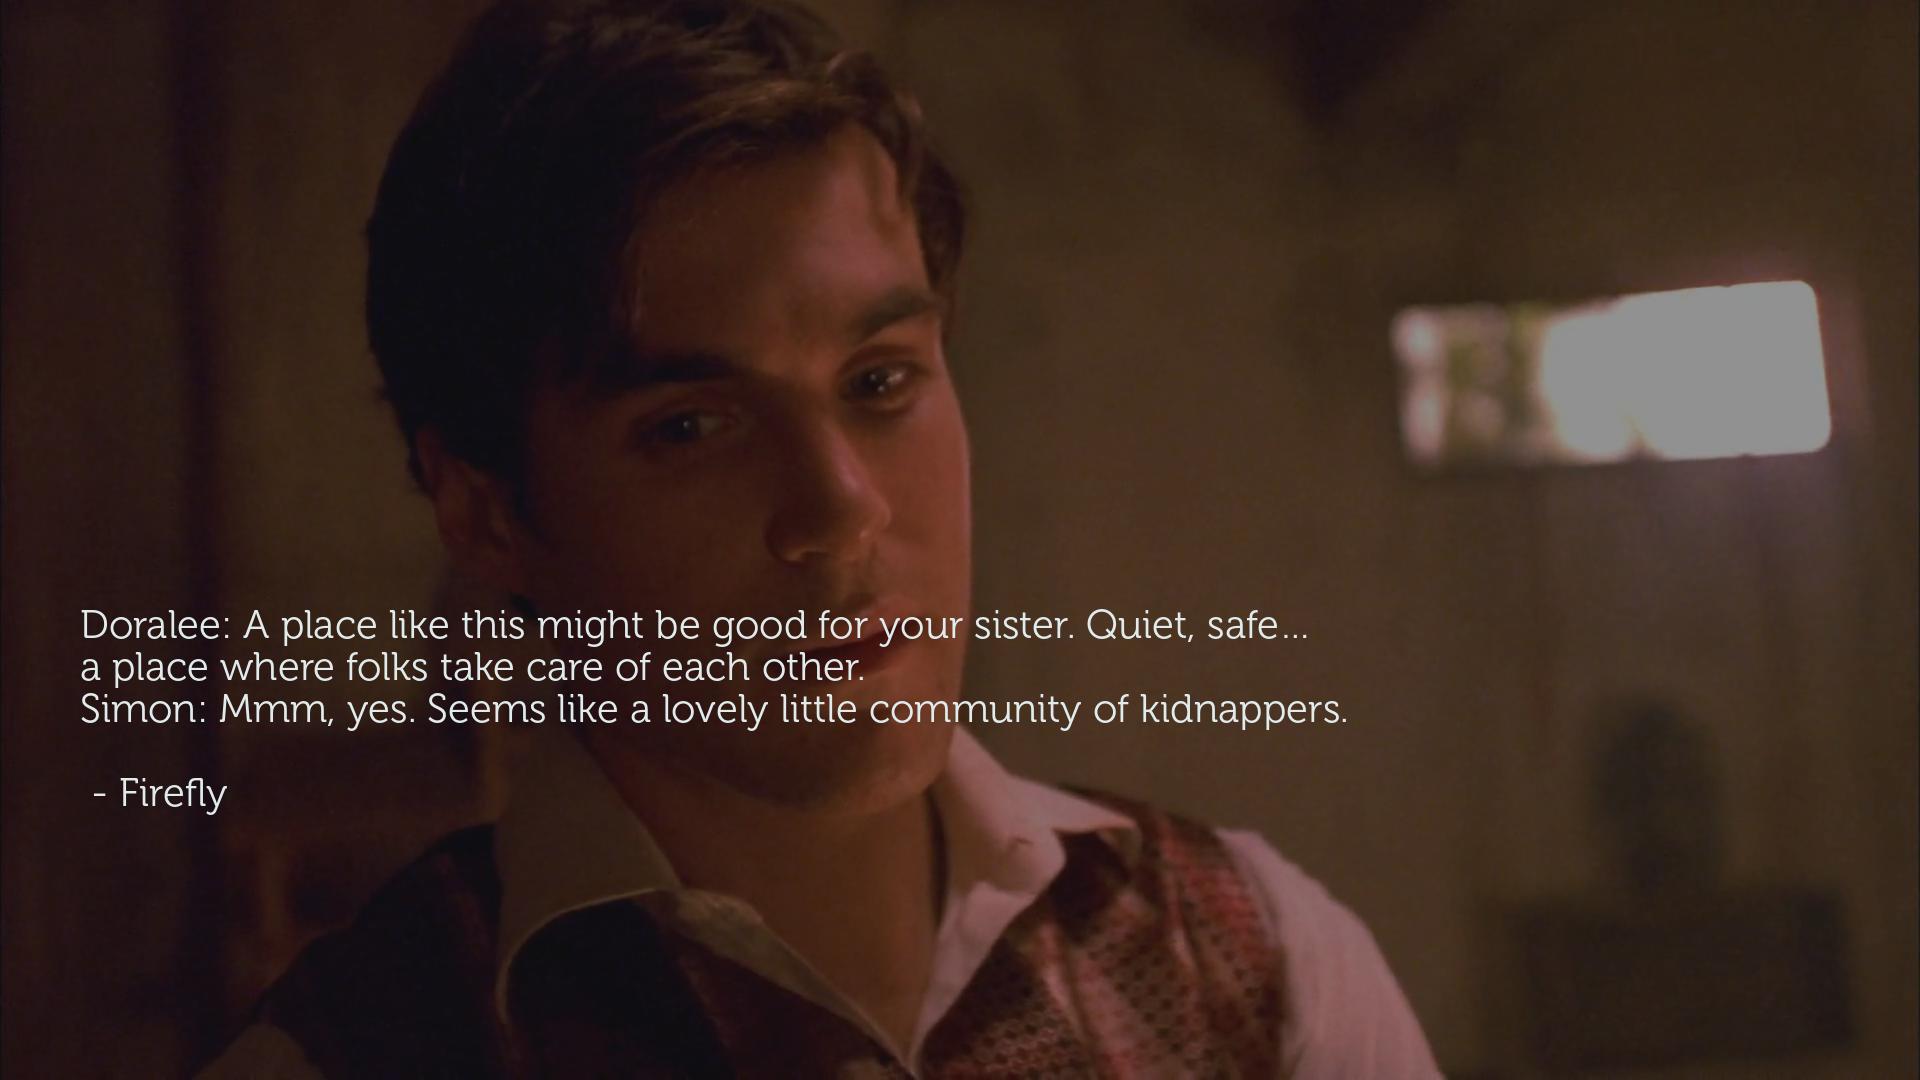 Doralee: A place like this might be good for your sister. Quiet, safe...
a place where folks take care of each other.
Simon: Mmm, yes. Seems like a lovely little community of kidnappers.
- Firefly